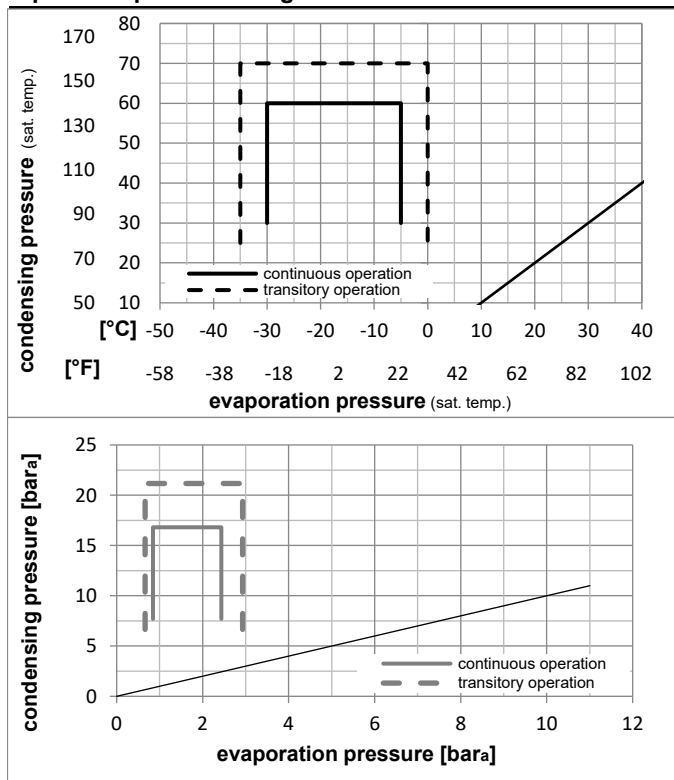 170
150
130
110
90
70
50
80
70
60
50
40
30
20
10
condensing pressure (sat. temp.)
continuous operation
transitory operation
[°C] -50 -40 -30 -20 -10 0 10 20 30 40
[°F] -58 -38 -18 2 22 42 62 82 102
evaporation pressure (sat. temp.)
25
20
15
10
5
0
condensing pressure [bara]
continuous operation
transitory operation
0 2 4 6 8 10 12
evaporation pressure [bara]